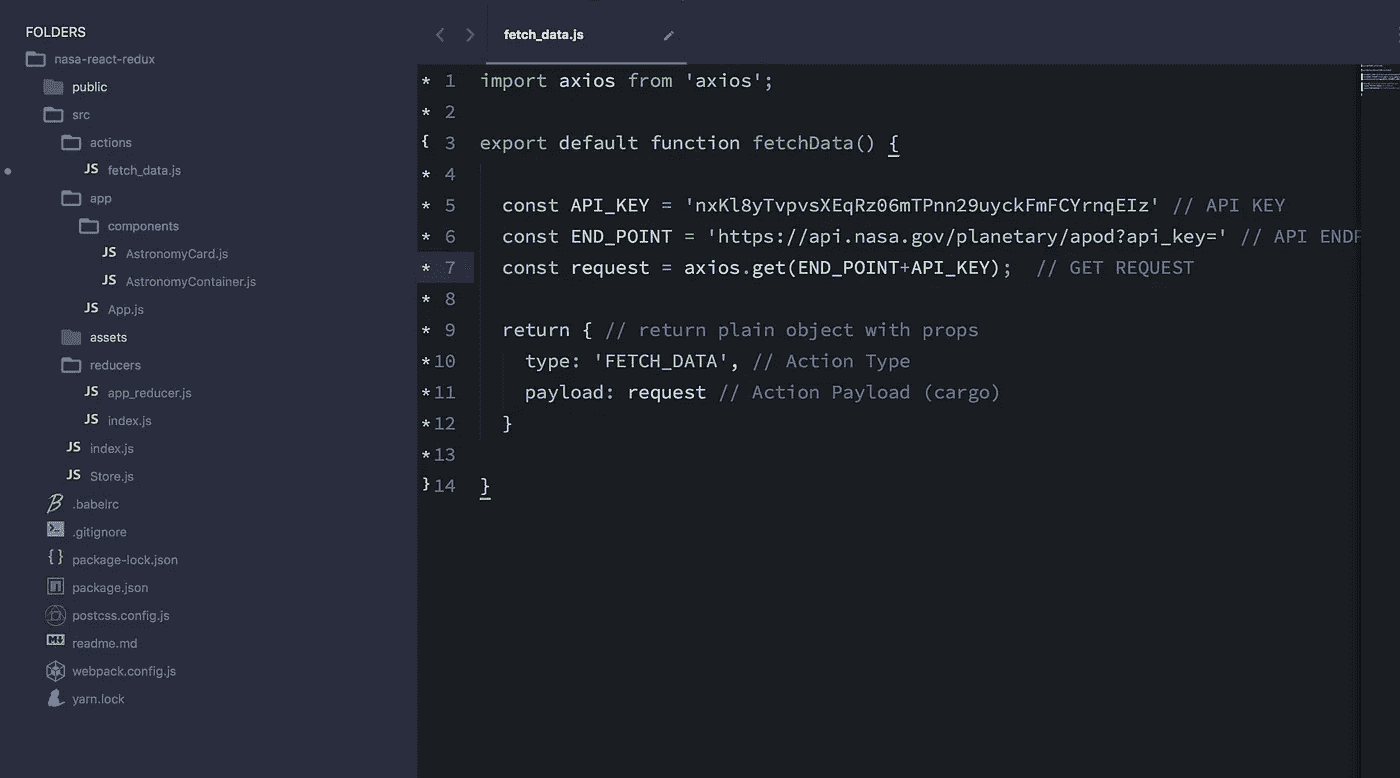 FOLDERS
nasa-react-redux
public
src
actions
JS fetch_data.js
app
components
JS AstronomyCard.js
JS AstronomyContainer.js
JS App.js
assets
reducers
JS app_reducer.js
JS index.js
JS index.js
JS Store.js
.babelrc
.gitignore
package-lock.json
package.json
postcss.config.js
readme.md
webpack.config.js
yarn.lock
fetch_data.js
* 1 import axios from 'axios';
* 2
{ 3 export default function fetchData() {
* 4
* 5 const API_KEY = 'nxKl8yTvpvsXEqRz06mTPnn29uyckFmFCYrnqEIz' // API KEY
* 6 const END_POINT = 'https://api.nasa.gov/planetary/apod?api_key=' // API
* 7 const request = axios.get(END_POINT+API_KEY); // GET REQUEST
* 8
* 9 return { // return plain object with props
*10 type: 'FETCH_DATA', // Action Type
*11 payload: request // Action Payload (cargo)
*12 }
*13
}14 }